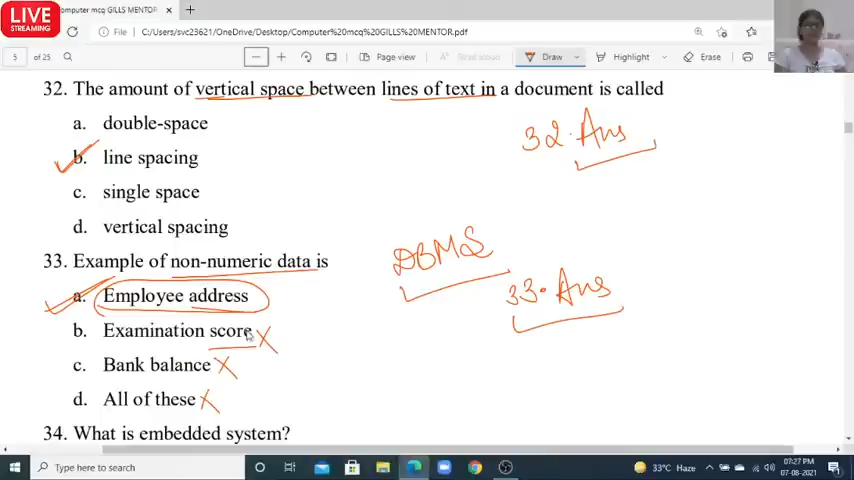 LIVE
STREAMING
Computer mcq GILLS MENTOR.pdf
File
C:/Users/svc23621/OneDrive/Desktop/Computer%20mcq%20GILLS%20MENTOR.pdf
5 of 25
Page view
Read aloud
Draw
Highlight
Erase
32. The amount of vertical space between lines of text in a document is called
a. double-space
b. line spacing
c. single space
d. vertical spacing
32. Ans
33. Example of non-numeric data is
a. Employee address
b. Examination score
c. Bank balance
d. All of these
DBMS
33. Ans
34. What is embedded system?
Type here to search
33°C Haze
07:27 PM
07-08-2021